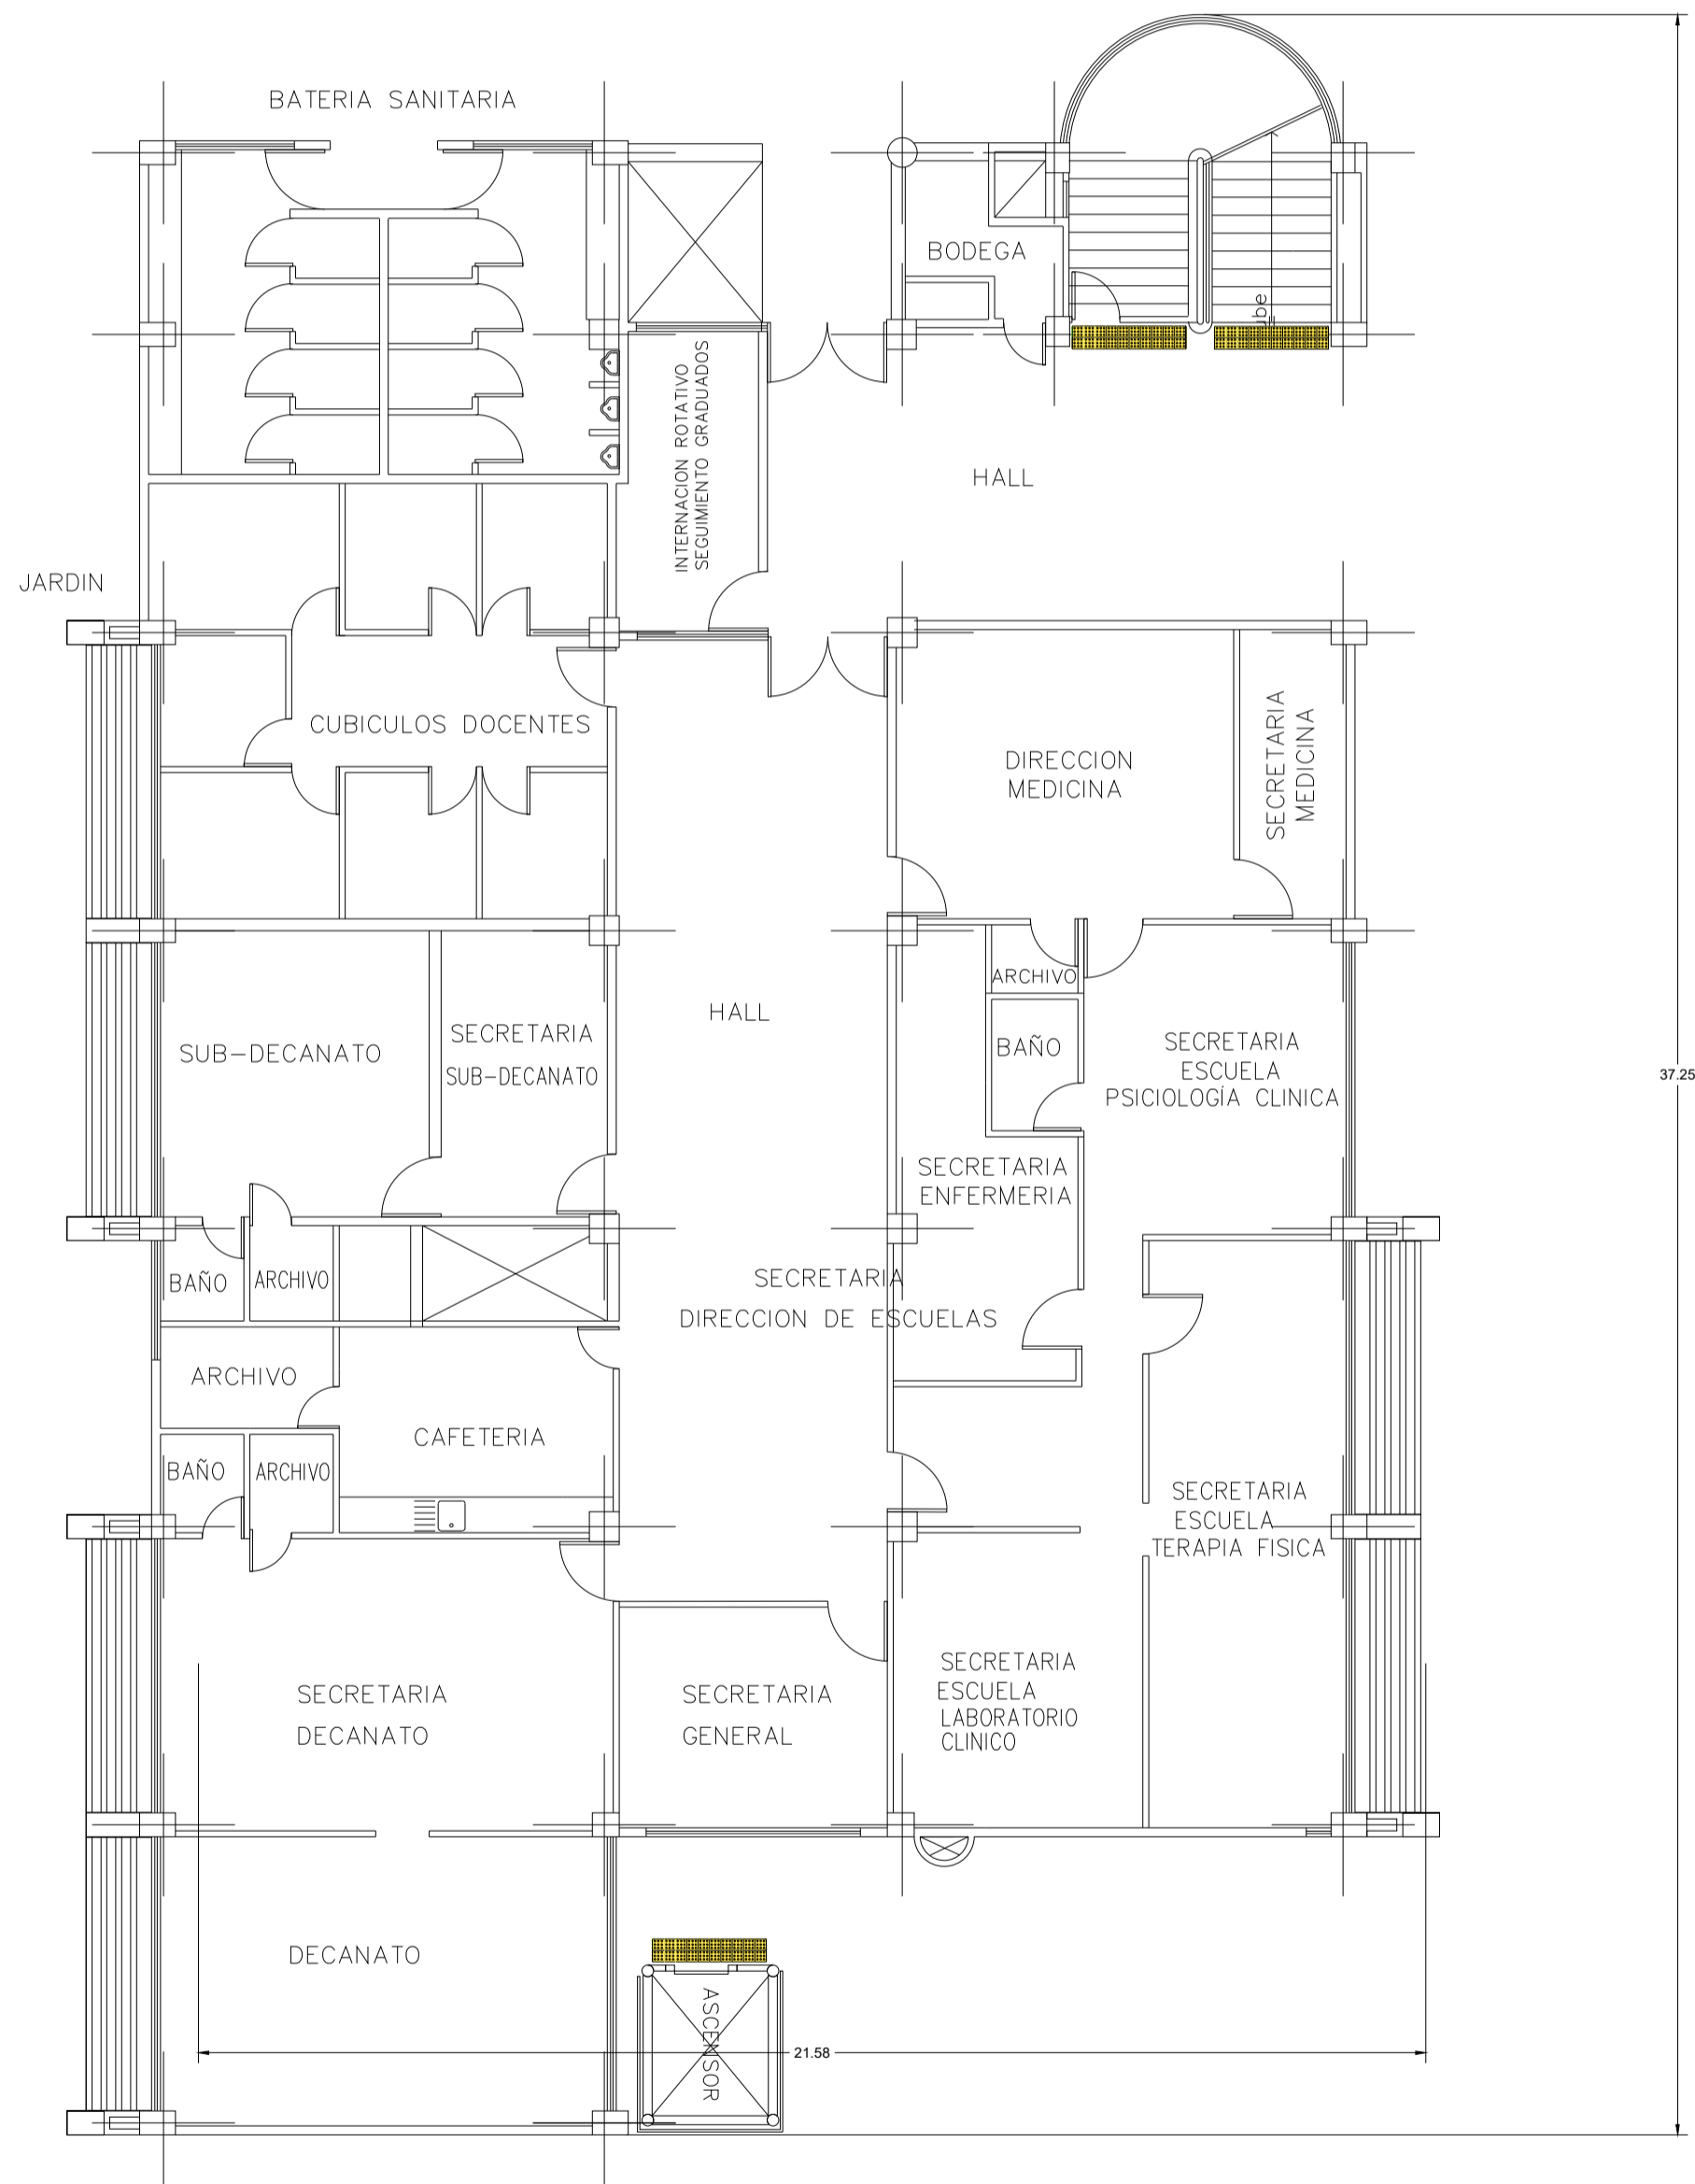 BATERIA SANITARIA
BODEGA
ube
INTERNACION ROTATIVO
SEGUIMIENTO GRADUADOS
HALL
JARDIN
CUBICULOS DOCENTES
DIRECCION
MEDICINA
SECRETARIA
MEDICINA
ARCHIVO
HALL
SUB-DECANATO
SECRETARIA
SUB-DECANATO
BAÑO
SECRETARIA
ESCUELA
PSICIOLOGÍA CLINICA
37.25
SECRETARIA
ENFERMERIA
BAÑO
ARCHIVO
SECRETARIA
DIRECCION DE ESCUELAS
ARCHIVO
CAFETERIA
BAÑO
ARCHIVO
SECRETARIA
ESCUELA
TERAPIA FISICA
SECRETARIA
DECANATO
SECRETARIA
GENERAL
SECRETARIA
ESCUELA
LABORATORIO
CLINICO
DECANATO
ASCENSOR
21.58